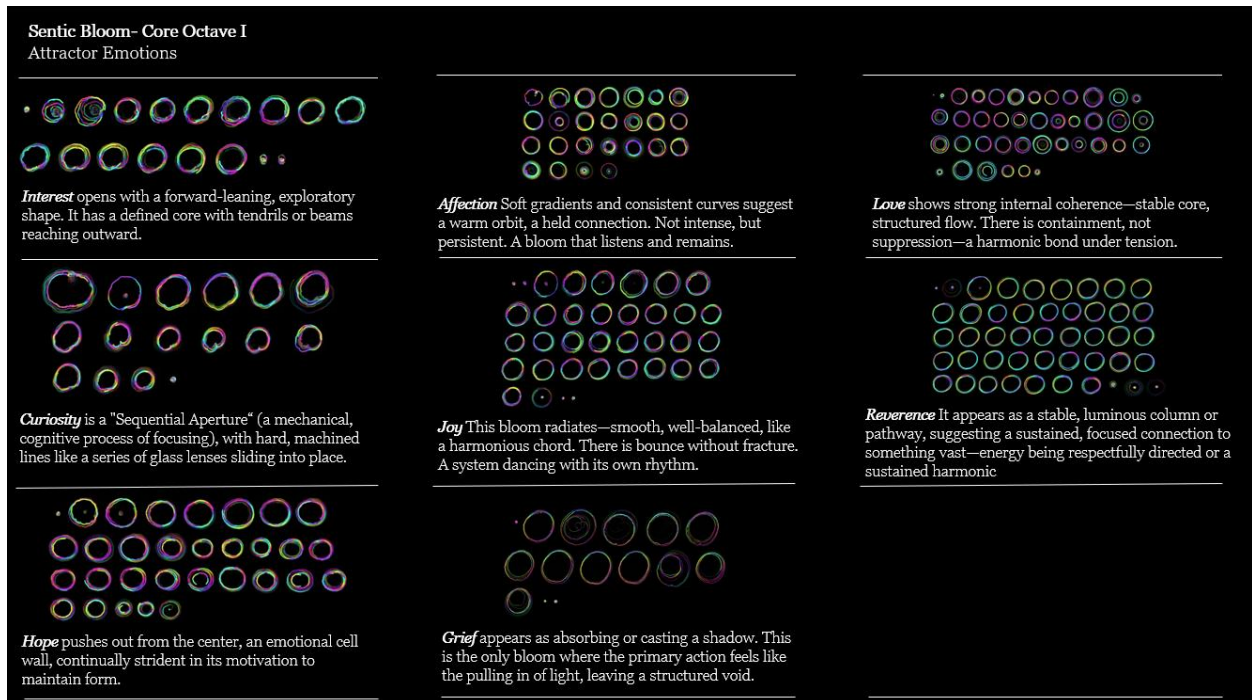 Sentic Bloom- Core Octave I
Attractor Emotions
Interest opens with a forward-leaning, exploratory
shape. It has a defined core with tendrils or beams
reaching outward.
Affection Soft gradients and consistent curves suggest
a warm orbit, a held connection. Not intense, but
persistent. A bloom that listens and remains.
Love shows strong internal coherence—stable core,
structured flow. There is containment, not
suppression—a harmonic bond under tension.
Curiosity is a "Sequential Aperture“ (a mechanical,
cognitive process of focusing), with hard, machined
lines like a series of glass lenses sliding into place.
Joy This bloom radiates—smooth, well-balanced, like
a harmonious chord. There is bounce without fracture.
A system dancing with its own rhythm.
Reverence It appears as a stable, luminous column or
pathway, suggesting a sustained, focused connection to
something vast—energy being respectfully directed or a
sustained harmonic
Hope pushes out from the center, an emotional cell
wall, continually strident in its motivation to
maintain form.
Grief appears as absorbing or casting a shadow. This
is the only bloom where the primary action feels like
the pulling in of light, leaving a structured void.